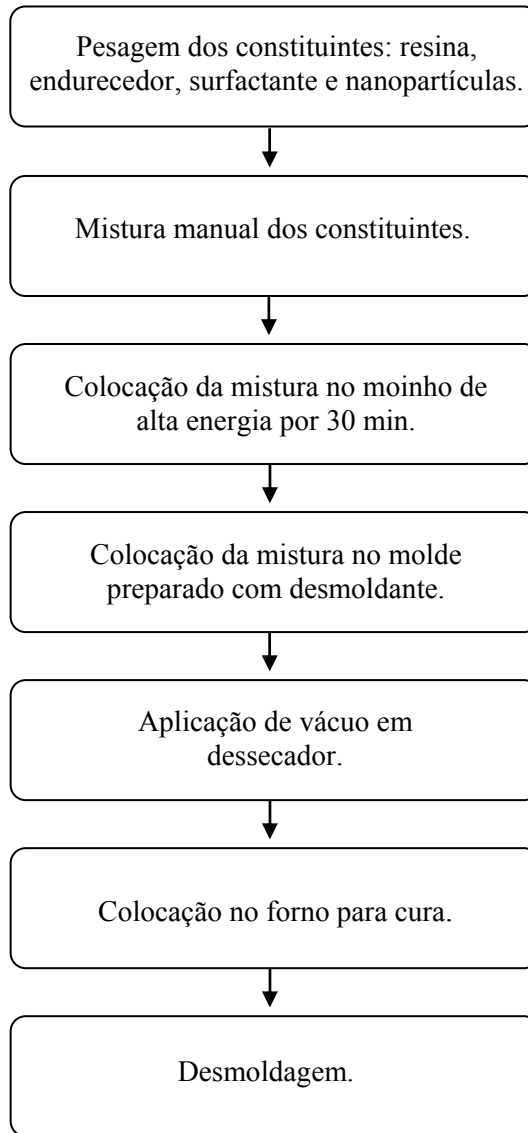 Pesagem dos constituintes: resina,
endurecedor, surfactante e nanopartículas.
Mistura manual dos constituintes.
Colocação da mistura no moinho de
alta energia por 30 min.
Colocação da mistura no molde
preparado com desmoldante.
Aplicação de vácuo em
dessecador.
Colocação no forno para cura.
Desmoldagem.